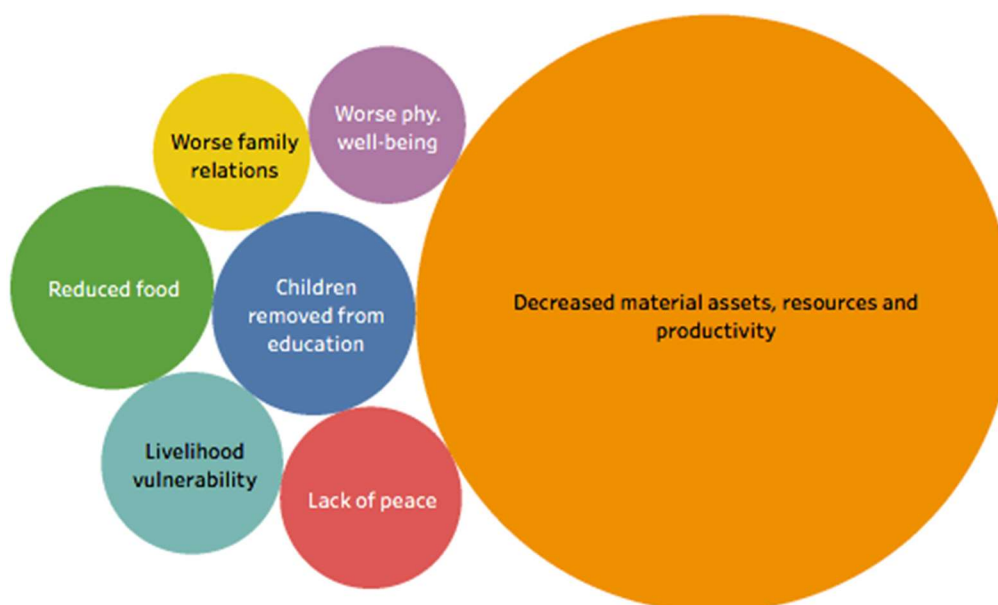 Worse phy.
well-being
Worse family
relations
Reduced food
Children
removed from
education
Decreased material assets, resources and
productivity
Livelihood
vulnerability
Lack of peace